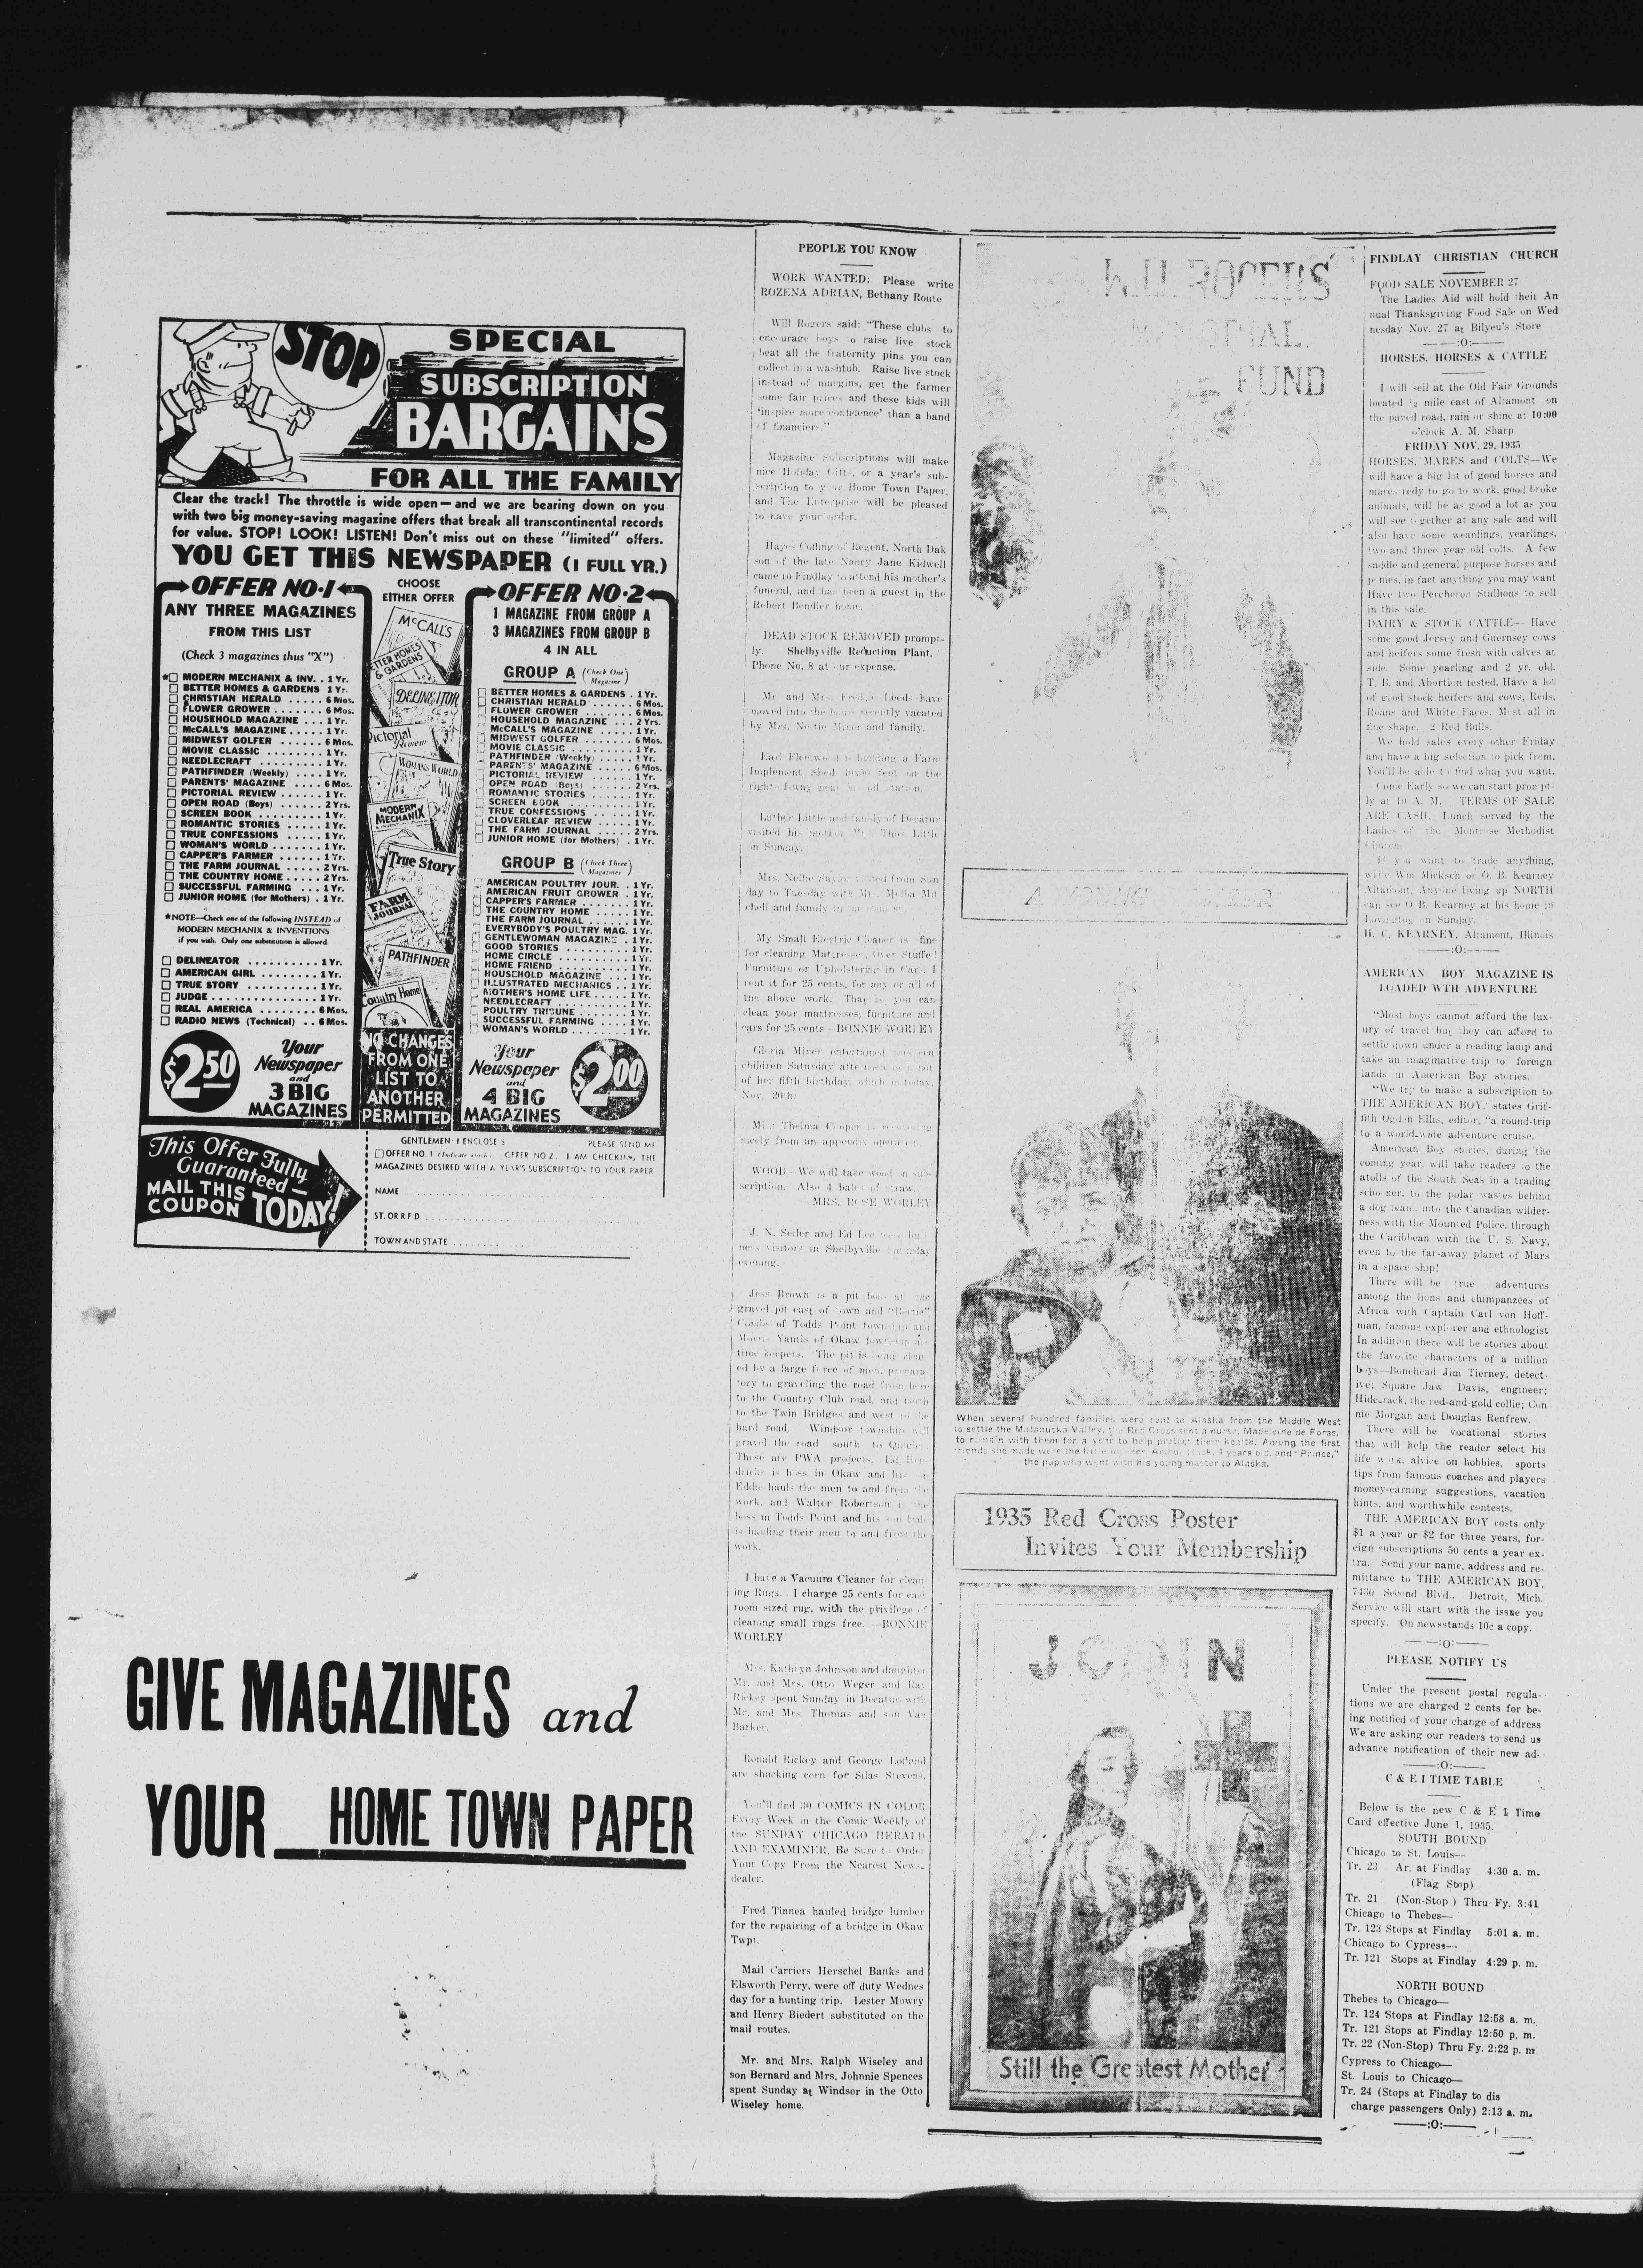 STOP
SPECIAL
SUBSCRIPTION
BARGAINS
FOR ALL THE FAMILY
Clear the track! The throttle is wide open—and we are bearing down on you
with two big money-saving magazine offers that break all transcontinental records
for value. STOP! LOOK! LISTEN! Don't miss out on these "limited" offers.
YOU GET THIS NEWSPAPER (1 FULL YR.)
OFFER NO.1
ANY THREE MAGAZINES
FROM THIS LIST
(Check 3 magazines thus "X")
*□ MODERN MECHANIX & INV. . 1 Yr.
□ BETTER HOMES & GARDENS 1 Yr.
□ CHRISTIAN HERALD ..... 6 Mos.
□ FLOWER GROWER ....... 6 Mos.
□ HOUSEHOLD MAGAZINE ... 1 Yr.
□ McCALL'S MAGAZINE ..... 1 Yr.
□ MIDWEST GOLFER ...... 6 Mos.
□ MOVIE CLASSIC ......... 1 Yr.
□ NEEDLECRAFT .......... 1 Yr.
□ PATHFINDER (Weekly) .... 1 Yr.
□ PARENTS' MAGAZINE .... 6 Mos.
□ PICTORIAL REVIEW ...... 1 Yr.
□ OPEN ROAD (Boys) ...... 2 Yrs.
□ SCREEN BOOK .......... 1 Yr.
□ ROMANTIC STORIES ..... 1 Yr.
□ TRUE CONFESSIONS ..... 1 Yr.
□ WOMAN'S WORLD ....... 1 Yr.
□ CAPPER'S FARMER ...... 1 Yr.
□ THE FARM JOURNAL ..... 2 Yrs.
□ THE COUNTRY HOME ..... 2 Yrs.
□ SUCCESSFUL FARMING ... 1 Yr.
□ JUNIOR HOME (for Mothers) . 1 Yr.
*NOTE—Check one of the following INSTEAD of
MODERN MECHANIX & INVENTIONS
if you wish. Only one substitution is allowed.
□ DELINEATOR .......... 1 Yr.
□ AMERICAN GIRL ........ 1 Yr.
□ TRUE STORY ........... 1 Yr.
□ JUDGE ............... 1 Yr.
□ REAL AMERICA ........ 6 Mos.
□ RADIO NEWS (Technical) .. 6 Mos.
$2.50
Your
Newspaper
and
3 BIG
MAGAZINES
CHOOSE
EITHER OFFER
McCALL'S
BETTER HOMES
& GARDENS
DELINEATOR
Pictorial
Review
WOMAN'S WORLD
MODERN
MECHANIX
True Story
FARM
JOURNAL
PATHFINDER
Country Home
NO CHANGES
FROM ONE
LIST TO
ANOTHER
PERMITTED
OFFER NO.2
1 MAGAZINE FROM GROUP A
3 MAGAZINES FROM GROUP B
4 IN ALL
GROUP A (Check One Magazine)
□ BETTER HOMES & GARDENS . 1 Yr.
□ CHRISTIAN HERALD ...... 6 Mos.
□ FLOWER GROWER ....... 6 Mos.
□ HOUSEHOLD MAGAZINE ... 2 Yrs.
□ McCALL'S MAGAZINE ..... 1 Yr.
□ MIDWEST GOLFER ....... 6 Mos.
□ MOVIE CLASSIC ......... 1 Yr.
□ PATHFINDER (Weekly) .... 1 Yr.
□ PARENTS' MAGAZINE .... 6 Mos.
□ PICTORIAL REVIEW ...... 1 Yr.
□ OPEN ROAD (Boys) ...... 2 Yrs.
□ ROMANTIC STORIES ..... 1 Yr.
□ SCREEN BOOK .......... 1 Yr.
□ TRUE CONFESSIONS ...... 1 Yr.
□ CLOVERLEAF REVIEW .... 1 Yr.
□ THE FARM JOURNAL ..... 2 Yrs.
□ JUNIOR HOME (for Mothers) . 1 Yr.
GROUP B (Check Three Magazines)
□ AMERICAN POULTRY JOUR. . 1 Yr.
□ AMERICAN FRUIT GROWER . 1 Yr.
□ CAPPER'S FARMER ....... 1 Yr.
□ THE COUNTRY HOME ..... 1 Yr.
□ THE FARM JOURNAL ..... 1 Yr.
□ EVERYBODY'S POULTRY MAG. 1 Yr.
□ GENTLEWOMAN MAGAZINE . 1 Yr.
□ GOOD STORIES ......... 1 Yr.
□ HOME CIRCLE .......... 1 Yr.
□ HOME FRIEND .......... 1 Yr.
□ HOUSEHOLD MAGAZINE ... 1 Yr.
□ ILLUSTRATED MECHANICS .. 1 Yr.
□ MOTHER'S HOME LIFE ..... 1 Yr.
□ NEEDLECRAFT .......... 1 Yr.
□ POULTRY TRIBUNE ....... 1 Yr.
□ SUCCESSFUL FARMING .... 1 Yr.
□ WOMAN'S WORLD ........ 1 Yr.
Your
Newspaper
and
4 BIG
MAGAZINES
$2.00
This Offer Fully
Guaranteed—
MAIL THIS
COUPON TODAY!
GENTLEMEN: I ENCLOSE $ PLEASE SEND ME
□ OFFER NO. 1 (Indicate which) OFFER NO 2. I AM CHECKING THE
MAGAZINES DESIRED WITH A YEAR'S SUBSCRIPTION TO YOUR PAPER
NAME
ST. OR R F D
TOWN AND STATE
GIVE MAGAZINES and
YOUR HOME TOWN PAPER
PEOPLE YOU KNOW
WORK WANTED: Please write
ROZENA ADRIAN, Bethany Route
Will Rogers said: "These clubs to
encourage boys to raise live stock
beat all the fraternity pins you can
collect in a washtub. Raise live stock
instead of margins, get the farmer
some fair prices and these kids will
'inspire more confidence' than a band
of financiers."
Magazine Subscriptions will make
nice Holiday Gifts, or a year's sub-
scription to your Home Town Paper,
and The Enterprise will be pleased
to have your order.
Hayes Colling of Regent, North Dak
son of the late Nancy Jane Kidwell
came to Findlay to attend his mother's
funeral, and has been a guest in the
Robert Bendler home.
DEAD STOCK REMOVED prompt-
ly. Shelbyville Reduction Plant.
Phone No. 8 at our expense.
Mr. and Mrs. Leeds have
moved into the house recently vacated
by Mrs. Nettie Miner and family.
Earl Fleetwood is building a Farm
Implement Shed feet on the
right-of-way near station.
Luther Little and family of Decatur
visited his mother Mrs. Little
on Sunday.
Mrs. Nellie Saylor visited from Sun
day to Tuesday with Mrs. Mit
chell and family in
My Small Electric Cleaner is fine
for cleaning Mattresses, Over Stuffed
Furniture or Upholstering in Cars. I
rent it for 25 cents, for any or all of
the above work. That is you can
clean your mattresses, furniture and
cars for 25 cents—BONNIE WORLEY
Gloria Miner entertained
children Saturday afternoon in honor
of her fifth birthday, which is today,
Nov. 20th.
Miss Thelma Cooper is recovering
nicely from an appendix operation.
WOOD—We will take wood on sub-
scription. Also 4 bales of straw.
MRS. ROSE WORLEY
J. N. Seiler and Ed Lee were busi
ness visitors in Shelbyville Saturday
evening.
Jess Brown is a pit boss at the
gravel pit east of town and
Combs of Todds Point township and
Morris Yantis of Okaw township are
time keepers. The pit is being clear
ed by a large force of men, prepara
tory to graveling the road from here
to the Country Club road, and north
to the Twin Bridges and west to the
hard road. Windsor township will
gravel the road south to
These are PWA projects. Ed Hen
dricks is boss in Okaw and his son
Eddie hauls the men to and from the
work, and Walter Robertson is the
boss in Todds Point and his son
is hauling their men to and from the
work.
I have a Vacuum Cleaner for clean
ing Rugs. I charge 25 cents for each
room sized rug, with the privilege of
cleaning small rugs free. —BONNIE
WORLEY
Mrs. Kathryn Johnson and daughter
Mr. and Mrs. Otto Weger and Ray
Rickey spent Sunday in Decatur with
Mr. and Mrs. Thomas and son Van
Barker.
Ronald Rickey and George Lofland
are shucking corn for Silas Stevens.
You'll find 30 COMICS IN COLOR
Every Week in the Comic Weekly of
the SUNDAY CHICAGO HERALD
AND EXAMINER. Be Sure to Order
Your Copy From the Nearest News-
dealer.
Fred Tinnea hauled bridge lumber
for the repairing of a bridge in Okaw
Twp.
Mail Carriers Herschel Banks and
Elsworth Perry, were off duty Wednes
day for a hunting trip. Lester Mowry
and Henry Biedert substituted on the
mail routes.
Mr. and Mrs. Ralph Wiseley and
son Bernard and Mrs. Johnnie Spences
spent Sunday at Windsor in the Otto
Wiseley home.
WILL ROGERS
MEMORIAL
FUND
When several hundred families were sent to Alaska from the Middle West
to settle the Matanuska Valley, the Red Cross sent a nurse, Madeleine de Foras,
to remain with them for a year to help protect their health. Among the first
friends she made were the little pioneer 4 years old, and "Prince,"
the pup who went with his young master to Alaska.
1935 Red Cross Poster
Invites Your Membership
JOIN
Still the Greatest Mother
FINDLAY CHRISTIAN CHURCH
FOOD SALE NOVEMBER 27
The Ladies Aid will hold their An
nual Thanksgiving Food Sale on Wed
nesday Nov. 27 at Bilyeu's Store
——:O:——
HORSES, HORSES & CATTLE
I will sell at the Old Fair Grounds
located ½ mile east of Altamont on
the paved road, rain or shine at 10:00
o'clock A. M. Sharp
FRIDAY NOV. 29, 1935
HORSES, MARES and COLTS—We
will have a big lot of good horses and
mares redy to go to work, good broke
animals, will be as good a lot as you
will see together at any sale and will
also have some weanlings, yearlings,
two and three year old colts. A few
saddle and general purpose horses and
ponies, in fact anything you may want
Have two Percheron Stallions to sell
in this sale.
DAIRY & STOCK CATTLE— Have
some good Jersey and Guernsey cows
and heifers some fresh with calves at
side. Some yearling and 2 yr. old.
T. B. and Abortion tested. Have a lot
of good stock heifers and cows, Reds,
Roans and White Faces. Most all in
fine shape. 2 Red Bulls.
We hold sales every other Friday
and have a big selection to pick from.
You'll be able to find what you want.
Come Early so we can start prompt-
ly at 10 A. M. TERMS OF SALE
ARE CASH. Lunch served by the
Ladies of the Montrose Methodist
Church.
If you want to trade anything,
write Wm Micksch or O. B. Kearney
Altamont. Anyone living up NORTH
can see O B. Kearney at his home in
Lovington on Sunday.
H. C. KEARNEY, Altamont, Illinois
——:O:——
AMERICAN BOY MAGAZINE IS
LOADED WTH ADVENTURE
"Most boys cannot afford the lux-
ury of travel but they can afford to
settle down under a reading lamp and
take an imaginative trip to foreign
lands in American Boy stories.
"We try to make a subscription to
THE AMERICAN BOY," states Grif-
fith Ogden Ellis, editor, "a round-trip
to a world-wide adventure cruise.
American Boy stories, during the
coming year, will take readers to the
atolls of the South Seas in a trading
schooner, to the polar wastes behind
a dog team, into the Canadian wilder-
ness with the Mounted Police, through
the Caribbean with the U. S. Navy,
even to the far-away planet of Mars
in a space ship!
There will be true adventures
among the lions and chimpanzees of
Africa with Captain Carl von Hoff-
man, famous explorer and ethnologist
In addition there will be stories about
the favorite characters of a million
boys—Bonehead Jim Tierney, detect-
ive; Square Jaw Davis, engineer;
Hide-rack, the red-and-gold collie; Con
nie Morgan and Douglas Renfrew.
There will be vocational stories
that will help the reader select his
life work, advice on hobbies, sports
tips from famous coaches and players
money-earning suggestions, vacation
hints, and worthwhile contests.
THE AMERICAN BOY costs only
$1 a year or $2 for three years, for-
eign subscriptions 50 cents a year ex-
tra. Send your name, address and re-
mittance to THE AMERICAN BOY,
7430 Second Blvd., Detroit, Mich.
Service will start with the issue you
specify. On newsstands 10c a copy.
——:O:——
PLEASE NOTIFY US
Under the present postal regula-
tions we are charged 2 cents for be-
ing notified of your change of address
We are asking our readers to send us
advance notification of their new ad-
——:O:——
C & E I TIME TABLE
Below is the new C & E I Time
Card effective June 1, 1935.
SOUTH BOUND
Chicago to St. Louis—
Tr. 23 Ar. at Findlay 4:30 a. m.
(Flag Stop)
Tr. 21 (Non-Stop ) Thru Fy. 3:41
Chicago to Thebes—
Tr. 123 Stops at Findlay 5:01 a. m.
Chicago to Cypress—
Tr. 121 Stops at Findlay 4:29 p. m.
NORTH BOUND
Thebes to Chicago—
Tr. 124 Stops at Findlay 12:58 a. m.
Tr. 121 Stops at Findlay 12:50 p. m.
Tr. 22 (Non-Stop) Thru Fy. 2:22 p. m
Cypress to Chicago—
St. Louis to Chicago—
Tr. 24 (Stops at Findlay to dis
charge passengers Only) 2:13 a. m.
——:O:——